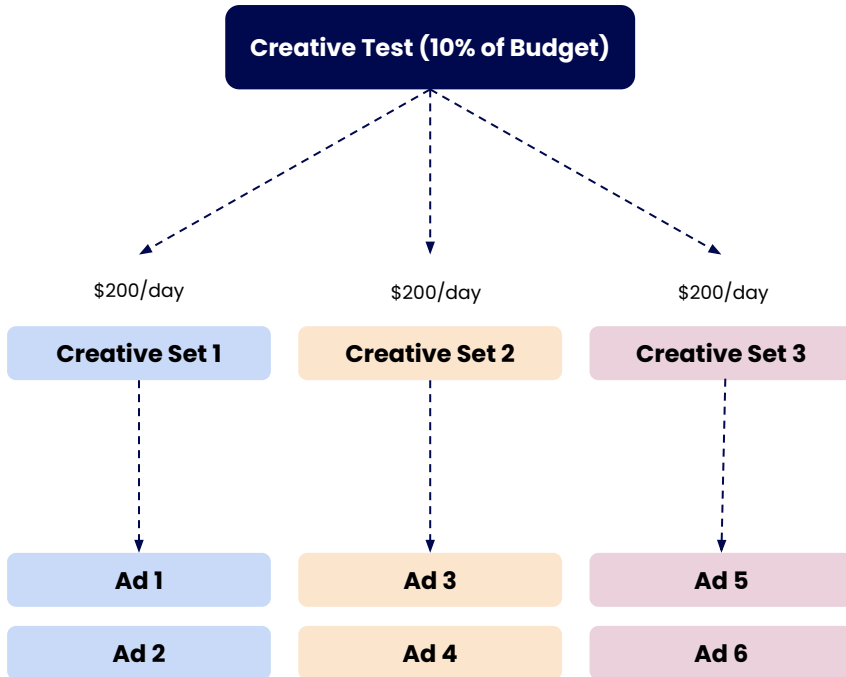 Creative Test (10% of Budget)
$200/day
$200/day
$200/day
Creative Set 1
Creative Set 2
Creative Set 3
Ad 1
Ad 3
Ad 5
Ad 2
Ad 4
Ad 6